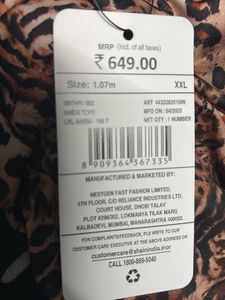 MRP (Incl. of all taxes)
₹ 649.00
Size: 1.07m XXL
ART 443328201006
MFD ON : 04/2025
NET QTY : 1 NUMBER
8 909364 367335
MANUFACTURED & MARKETED BY:
NEXTGEN FAST FASHION LIMITED,
4TH FLOOR, C/O RELIANCE INDUSTRIES LTD,
COURT HOUSE, DHOBI TALAV
PLOT #298/302, LOKMANYA TILAK MARG
KALBADEVI, MUMBAI, MAHARASHTRA
400002.
FOR COMPLAINTS/FEEDBACK, PLS WRITE TO OUR
CUSTOMER CARE EXECUTIVE AT THE ABOVE ADDRESS OR
customercare@sheinindia.in or
CALL 1800-889-5040